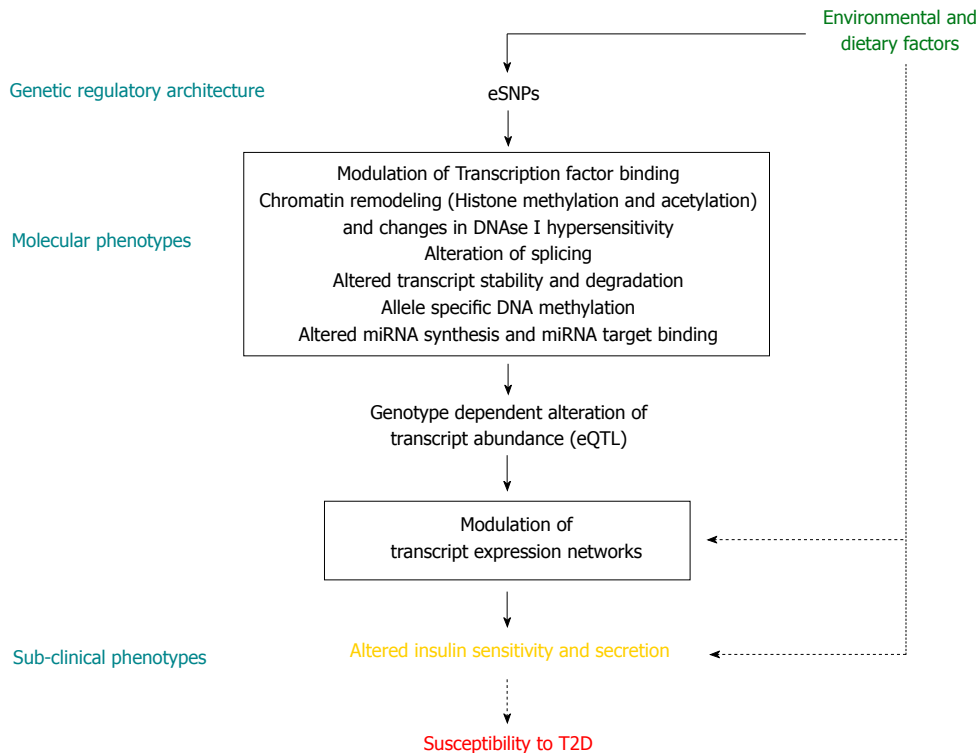 Environmental and
dietary factors
Genetic regulatory architecture
eSNPs
Modulation of Transcription factor binding
Chromatin remodeling (Histone methylation and acetylation)
and changes in DNAse I hypersensitivity
Molecular phenotypes
Alteration of splicing
Altered transcript stability and degradation
Allele specific DNA methylation
Altered miRNA synthesis and miRNA target binding
Genotype dependent alteration of
transcript abundance (eQTL)
Modulation of
transcript expression networks
Sub-clinical phenotypes
Altered insulin sensitivity and secretion
Susceptibility to T2D